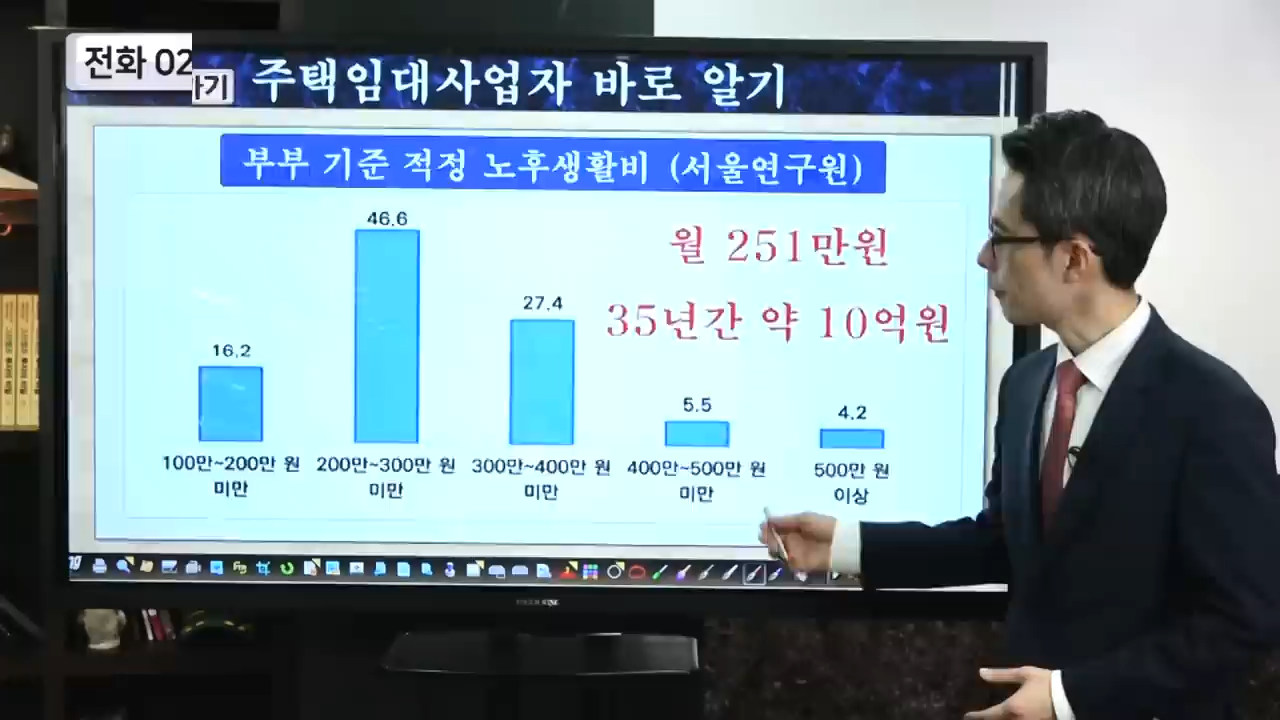 전화 02
가기
주택임대사업자 바로 알기
부부 기준 적정 노후생활비 (서울연구원)
월 251만원
35년간 약 10억원
46.6
27.4
16.2
5.5
4.2
100만~200만 원 미만
200만~300만 원 미만
300만~400만 원 미만
400만~500만 원 미만
500만 원 이상